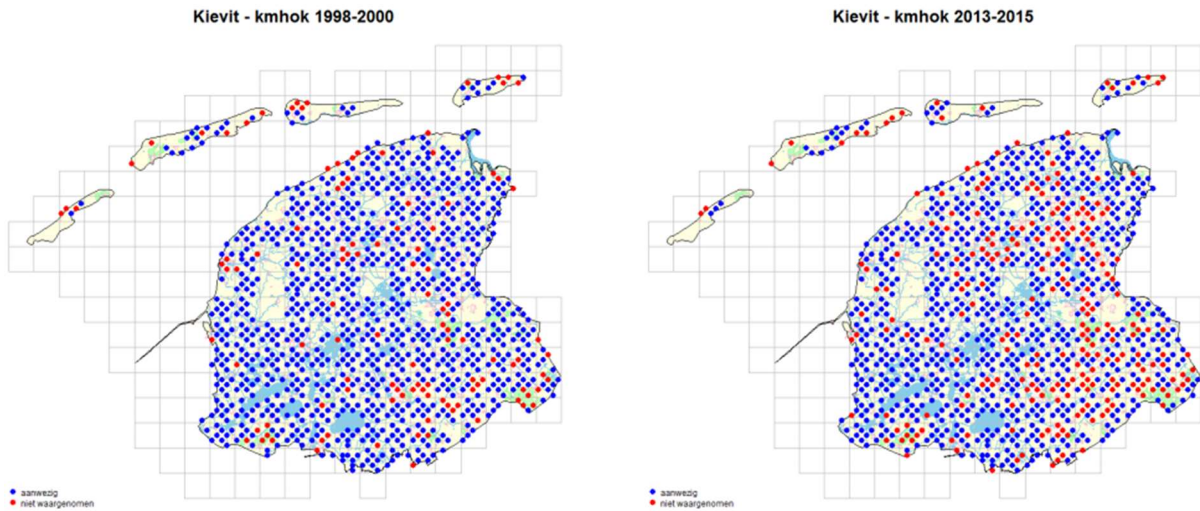 Kievit - kmhok 1998-2000
Kievit - kmhok 2013-2015
aanwezig
niet waargenomen
aanwezig
niet waargenomen